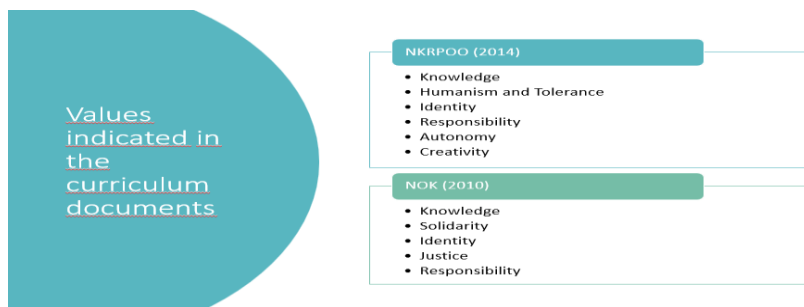 Values
indicated in
the
curriculum
documents
NKRPOO (2014)
• Knowledge
• Humanism and Tolerance
• Identity
• Responsibility
• Autonomy
• Creativity
NOK (2010)
• Knowledge
• Solidarity
• Identity
• Justice
• Responsibility